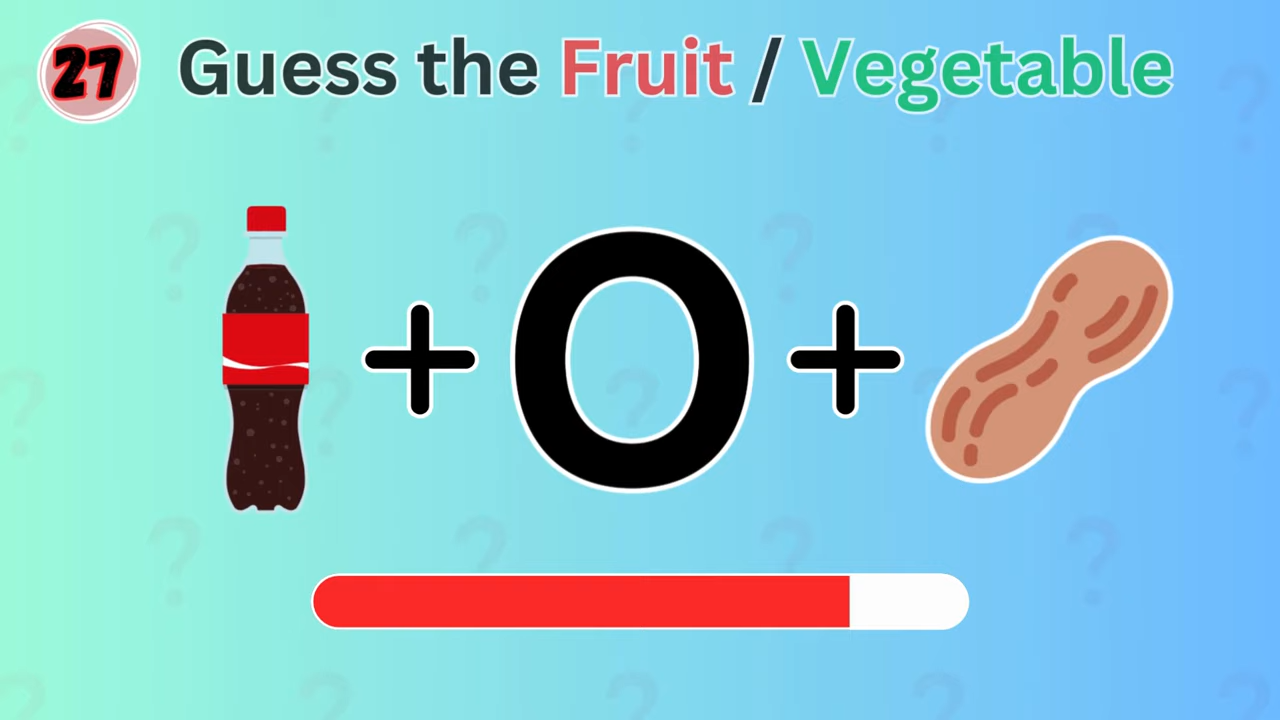 27 Guess the Fruit / Vegetable
+ O +